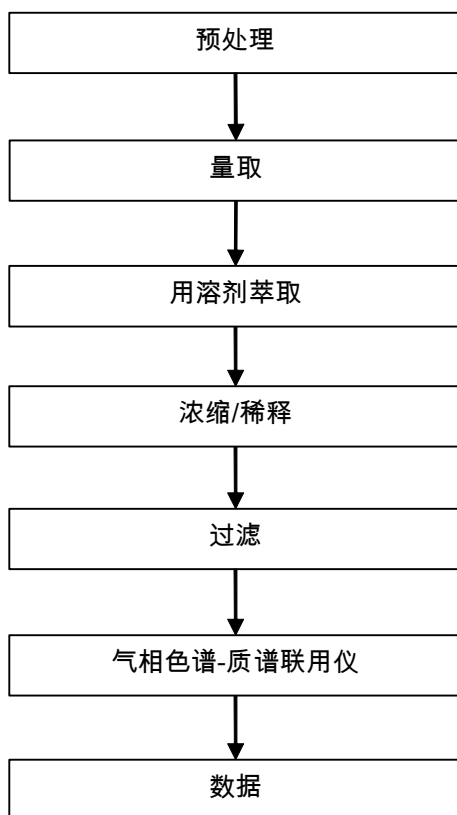 预处理
量取
用溶剂萃取
浓缩/稀释
过滤
气相色谱-质谱联用仪
数据